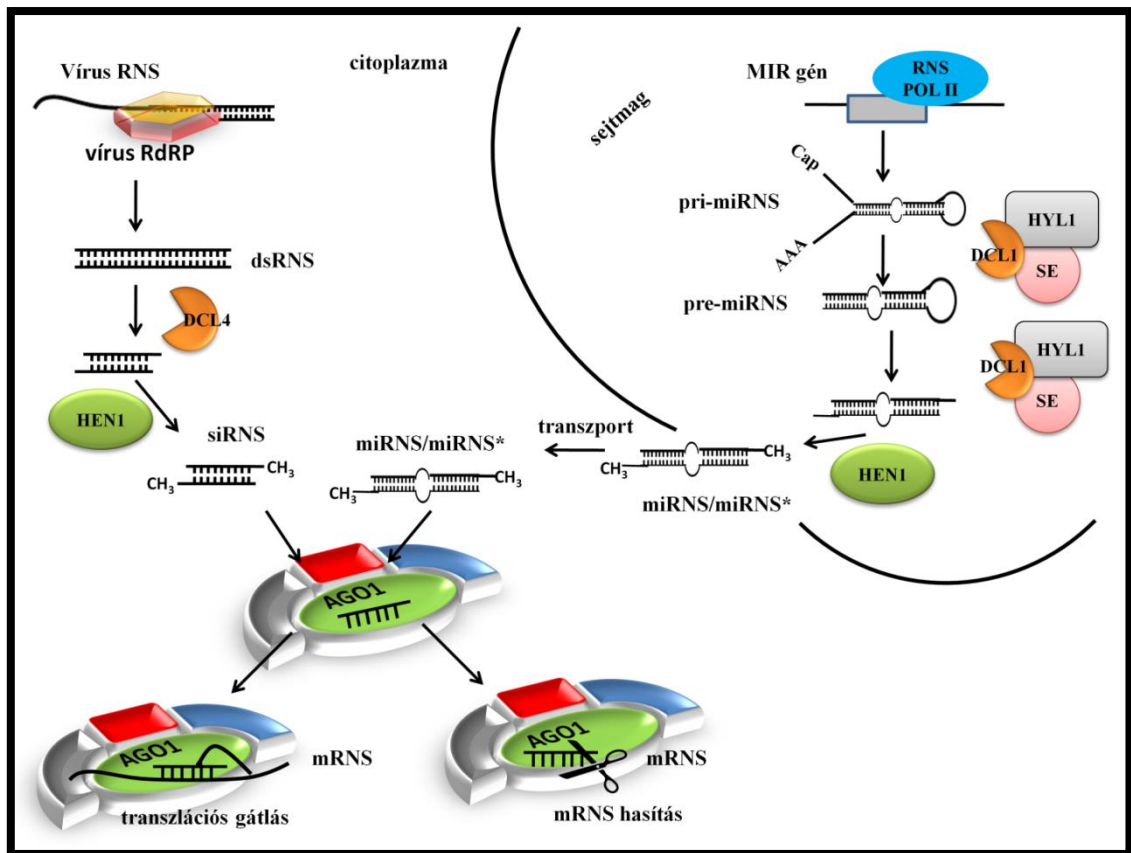 Vírus RNS
vírus RdRP
dsRNS
DCL4
HEN1
siRNS
CH3
CH3
citoplazma
sejtmag
MIR gén
RNS
POL II
Cap
pri-miRNS
AAA
HYL1
DCL1
SE
pre-miRNS
HYL1
DCL1
SE
HEN1
CH3
CH3
miRNS/miRNS*
transzport
miRNS/miRNS*
CH3
CH3
AGO1
AGO1
mRNS
transzlációs gátlás
AGO1
mRNS
mRNS hasítás